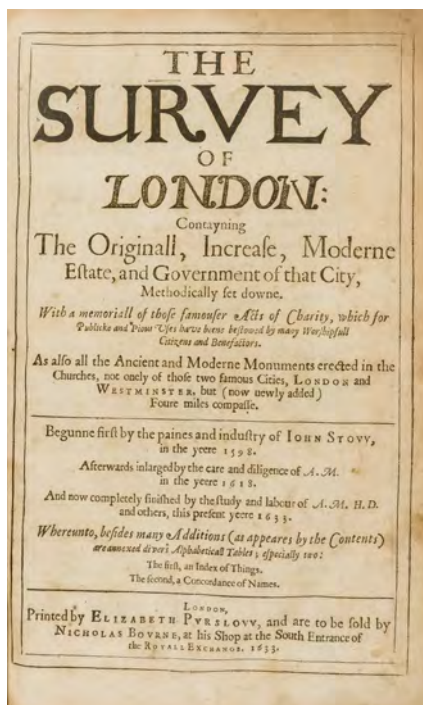 THE
SURVEY
OF
LONDON:
Contayning
The Originall, Increaſe, Moderne
Eſtate, and Government of that City,
Methodically ſet downe.
With a memoriall of thoſe famouſer Acts of Charity, which for
Publicke and Pious Vſes have beene beſtowed by many Worſhipfull
Citizens and Benefactors.
As alſo all the Ancient and Moderne Monuments erected in the
Churches, not onely of thoſe two famous Cities, LONDON and
WESTMINSTER, but (now newly added)
Foure miles compaſſe.
Begunne firſt by the paines and induſtry of IOHN STOVV,
in the yeere 1598.
Afterwards inlarged by the care and diligence of A. M.
in the yeere 1618.
And now completely finiſhed by the ſtudy and labour of A. M. H. D.
and others, this preſent yeere 1633.
Whereunto, beſides many Additions (as appeares by the Contents)
are annexed divers Alphabeticall Tables; eſpecially two:
The firſt, an Index of Things.
The ſecond, a Concordance of Names.
LONDON,
Printed by ELIZABETH PVRSLOVV, and are to be ſold by
NICHOLAS BOVRNE, at his Shop at the South Entrance of
the ROYALL EXCHANGE. 1633.